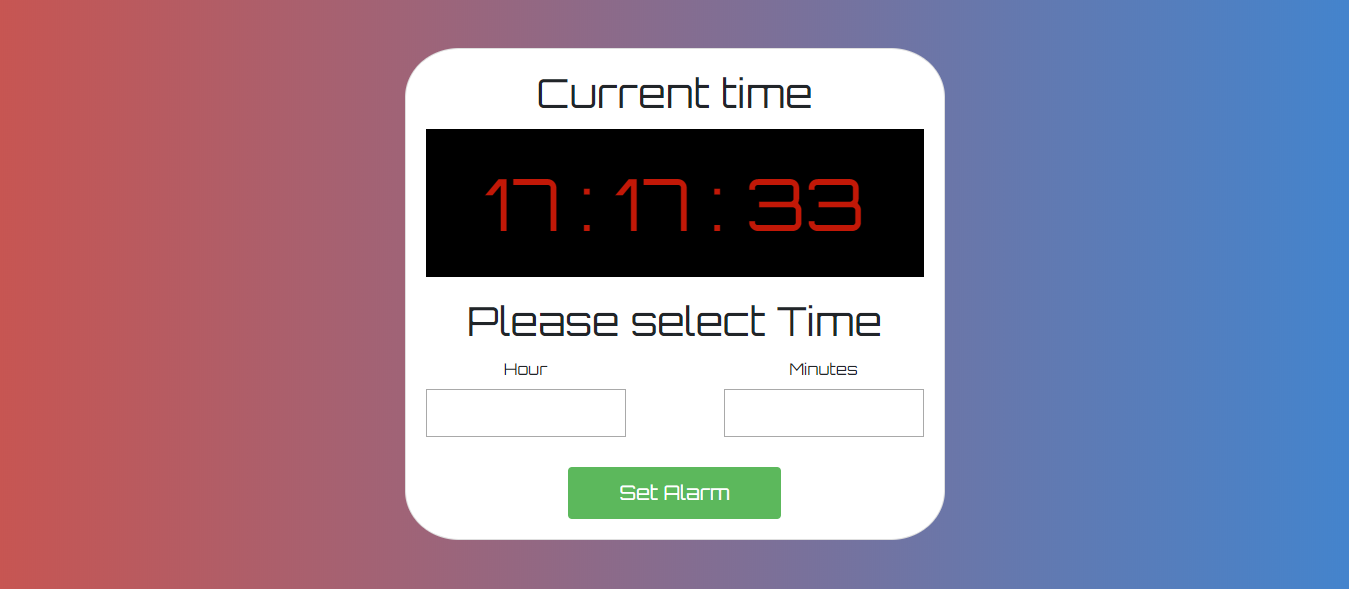 Current time
17 : 17 : 33
Please select Time
Hour Minutes
Set Alarm